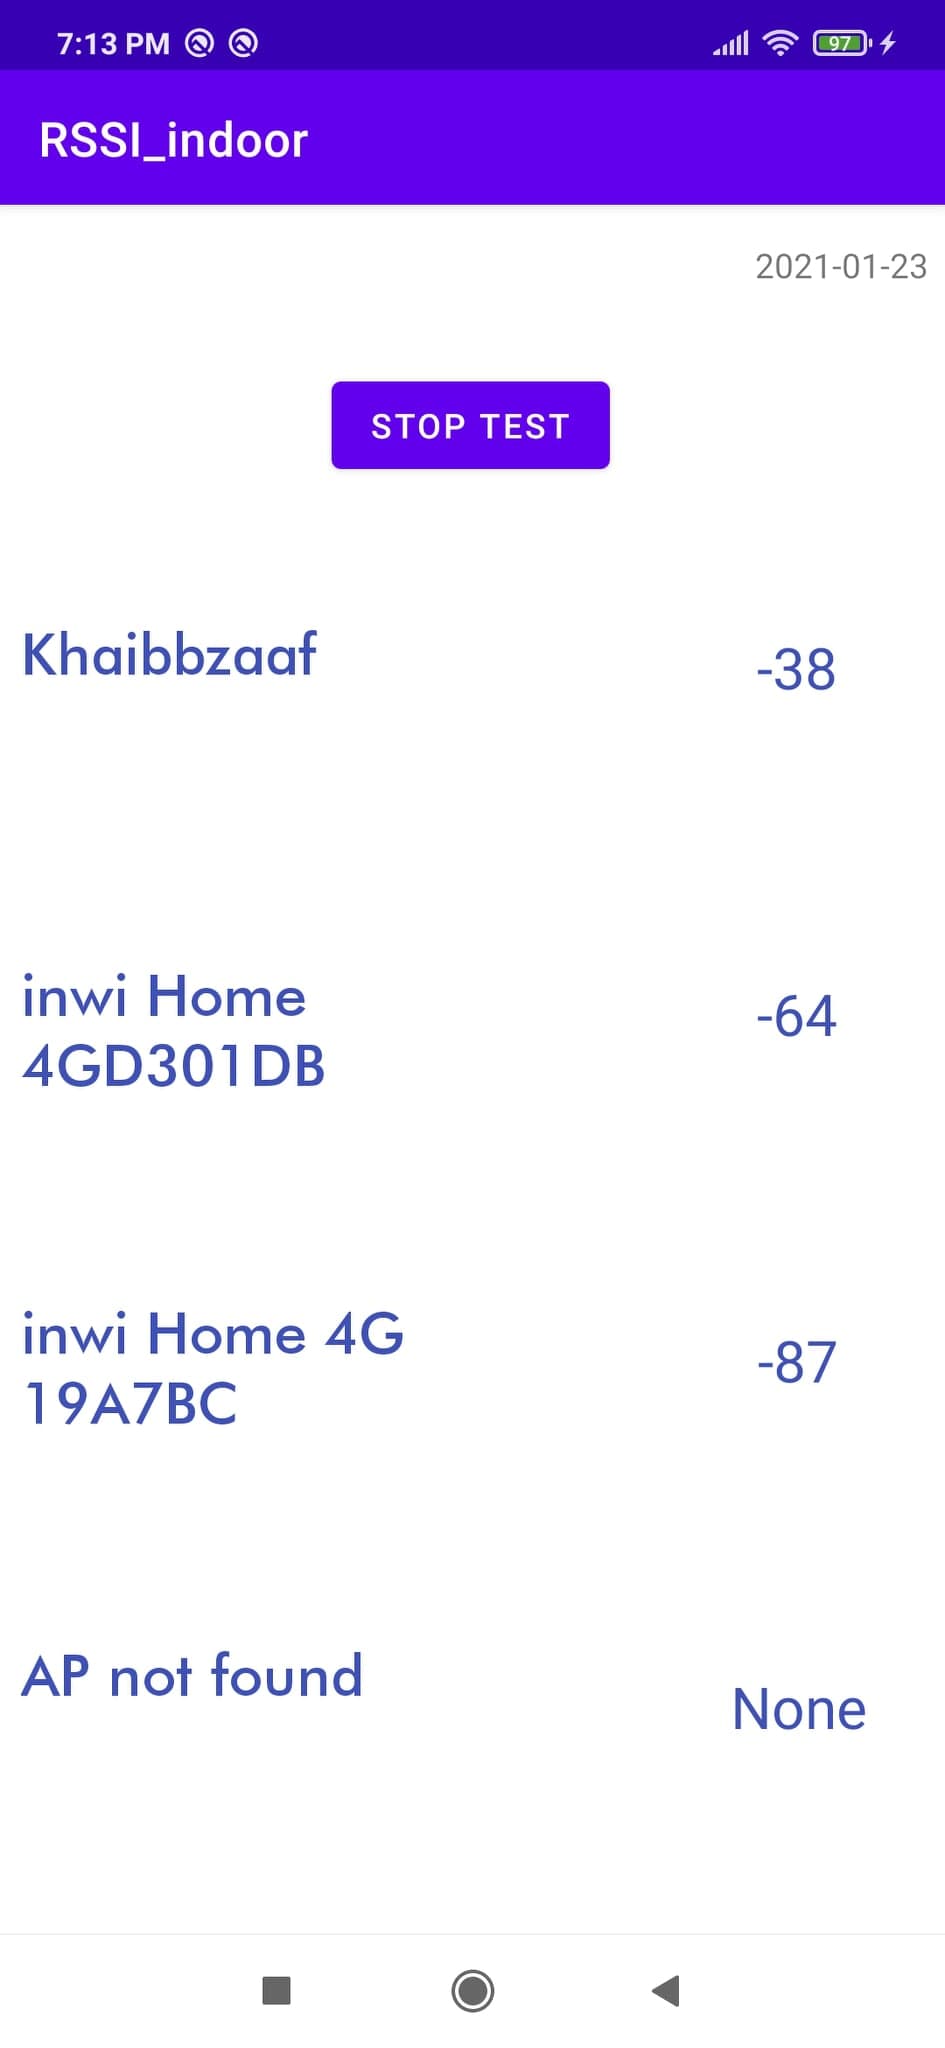 7:13 PM 97
RSSI_indoor
2021-01-23
STOP TEST
Khaibbzaaf -38
inwi Home
4GD301DB -64
inwi Home 4G
19A7BC -87
AP not found None